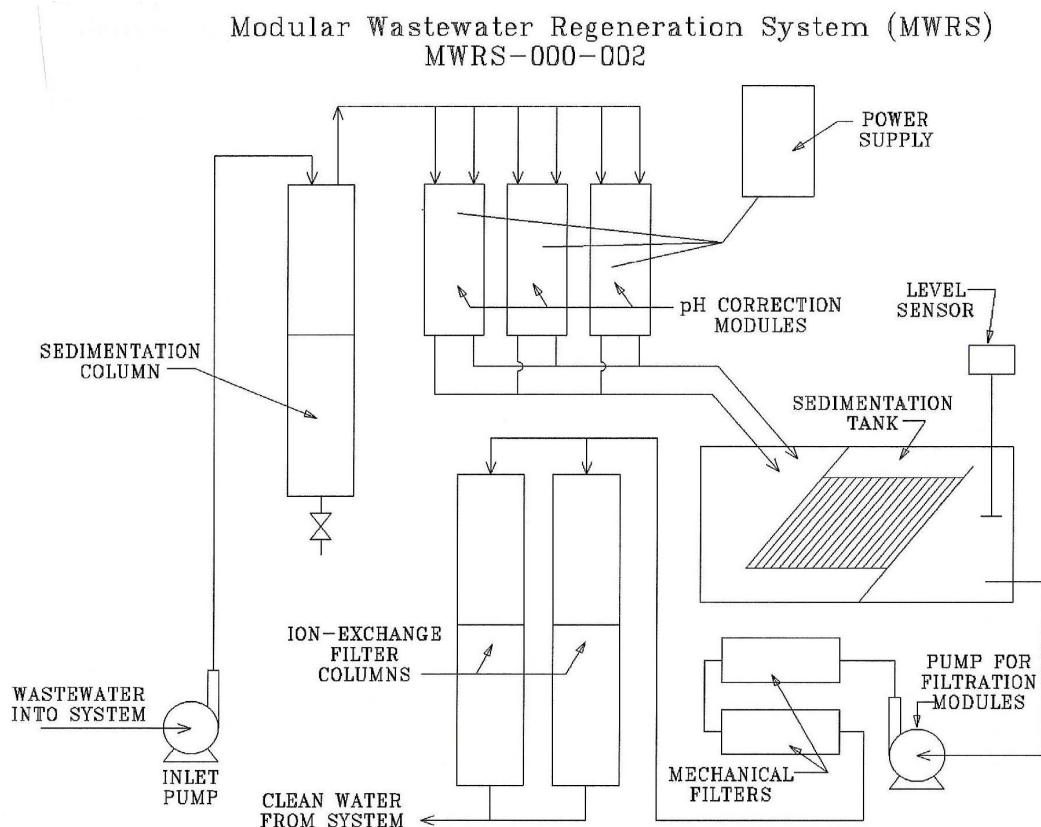 Modular Wastewater Regeneration System (MWRS)
MWRS-000-002
POWER
SUPPLY
pH CORRECTION
MODULES
LEVEL
SENSOR
SEDIMENTATION
COLUMN
SEDIMENTATION
TANK
ION-EXCHANGE
FILTER
COLUMNS
PUMP FOR
FILTRATION
MODULES
WASTEWATER
INTO SYSTEM
INLET
PUMP
MECHANICAL
FILTERS
CLEAN WATER
FROM SYSTEM